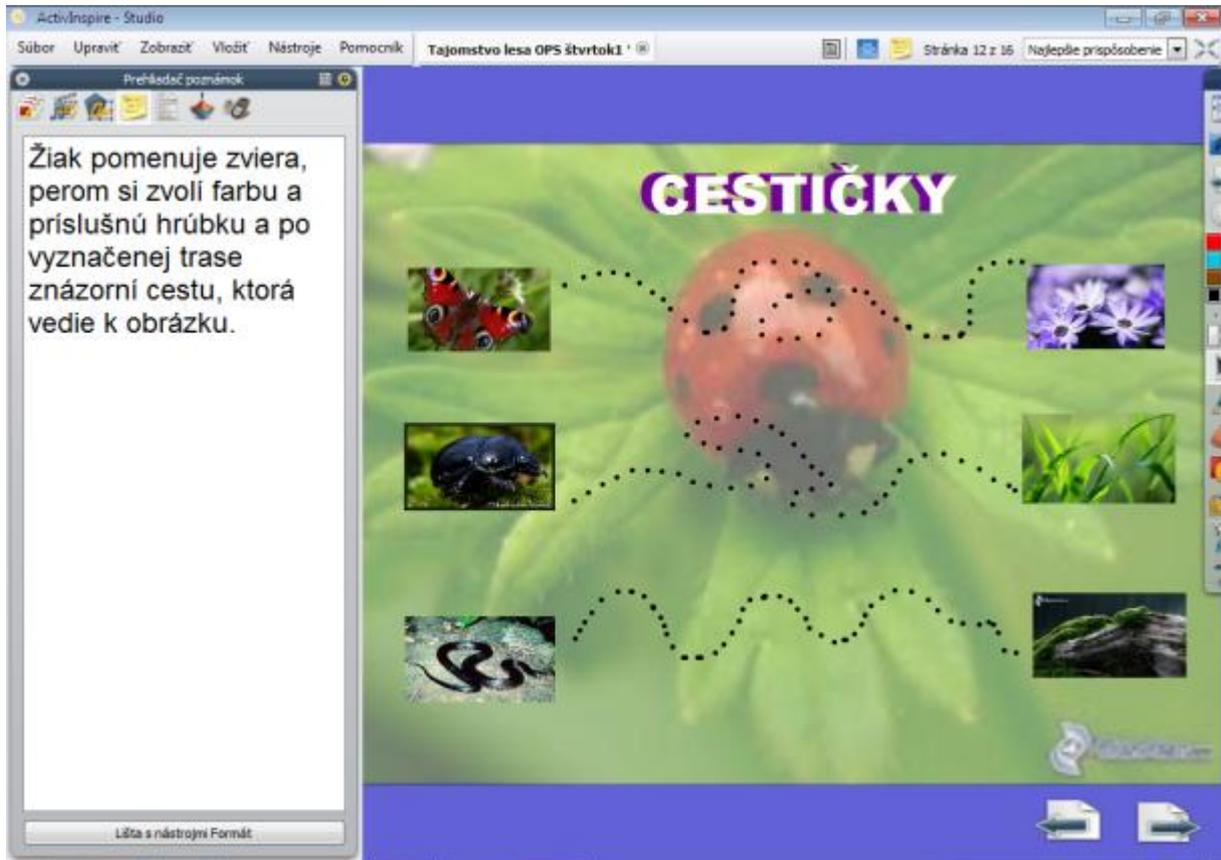 ActivInspire - Studio
Súbor Upraviť Zobraziť Vložiť Nástroje Pomocník Tajomstvo lesa OPS štvrtok1 * Stránka 12 z 16 Najlepšie prispôsobenie
Prehliadač poznámok
Žiak pomenuje zviera,
perom si zvolí farbu a
príslušnú hrúbku a po
vyznačenej trase
znázorní cestu, ktorá
vedie k obrázku.
Lišta s nástrojmi Formát
CESTIČKY